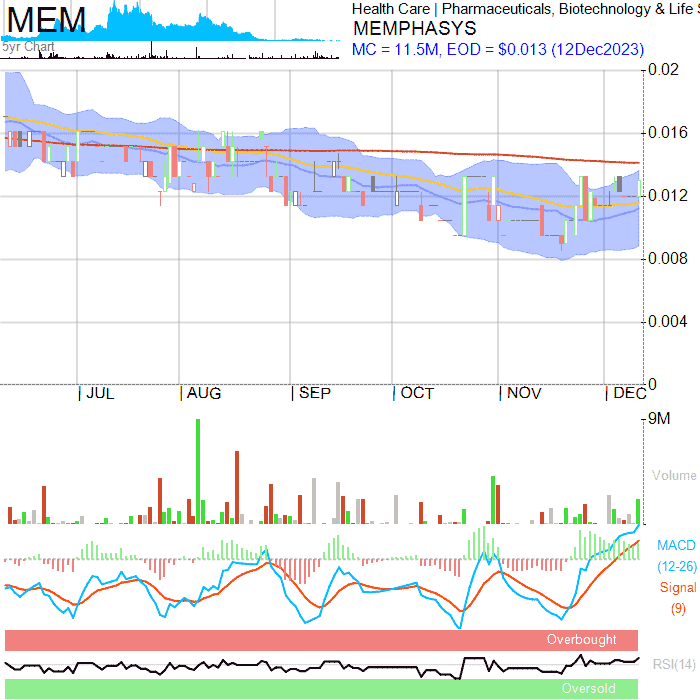 MEM
5yr Chart
Health Care | Pharmaceuticals, Biotechnology & Life S
MEMPHASYS
MC = 11.5M, EOD = $0.013 (12Dec2023)
0.02
0.016
0.012
0.008
0.004
0
JUL AUG SEP OCT NOV DEC
9M
Volume
MACD
(12-26)
Signal
(9)
Overbought
RSI(14)
Oversold